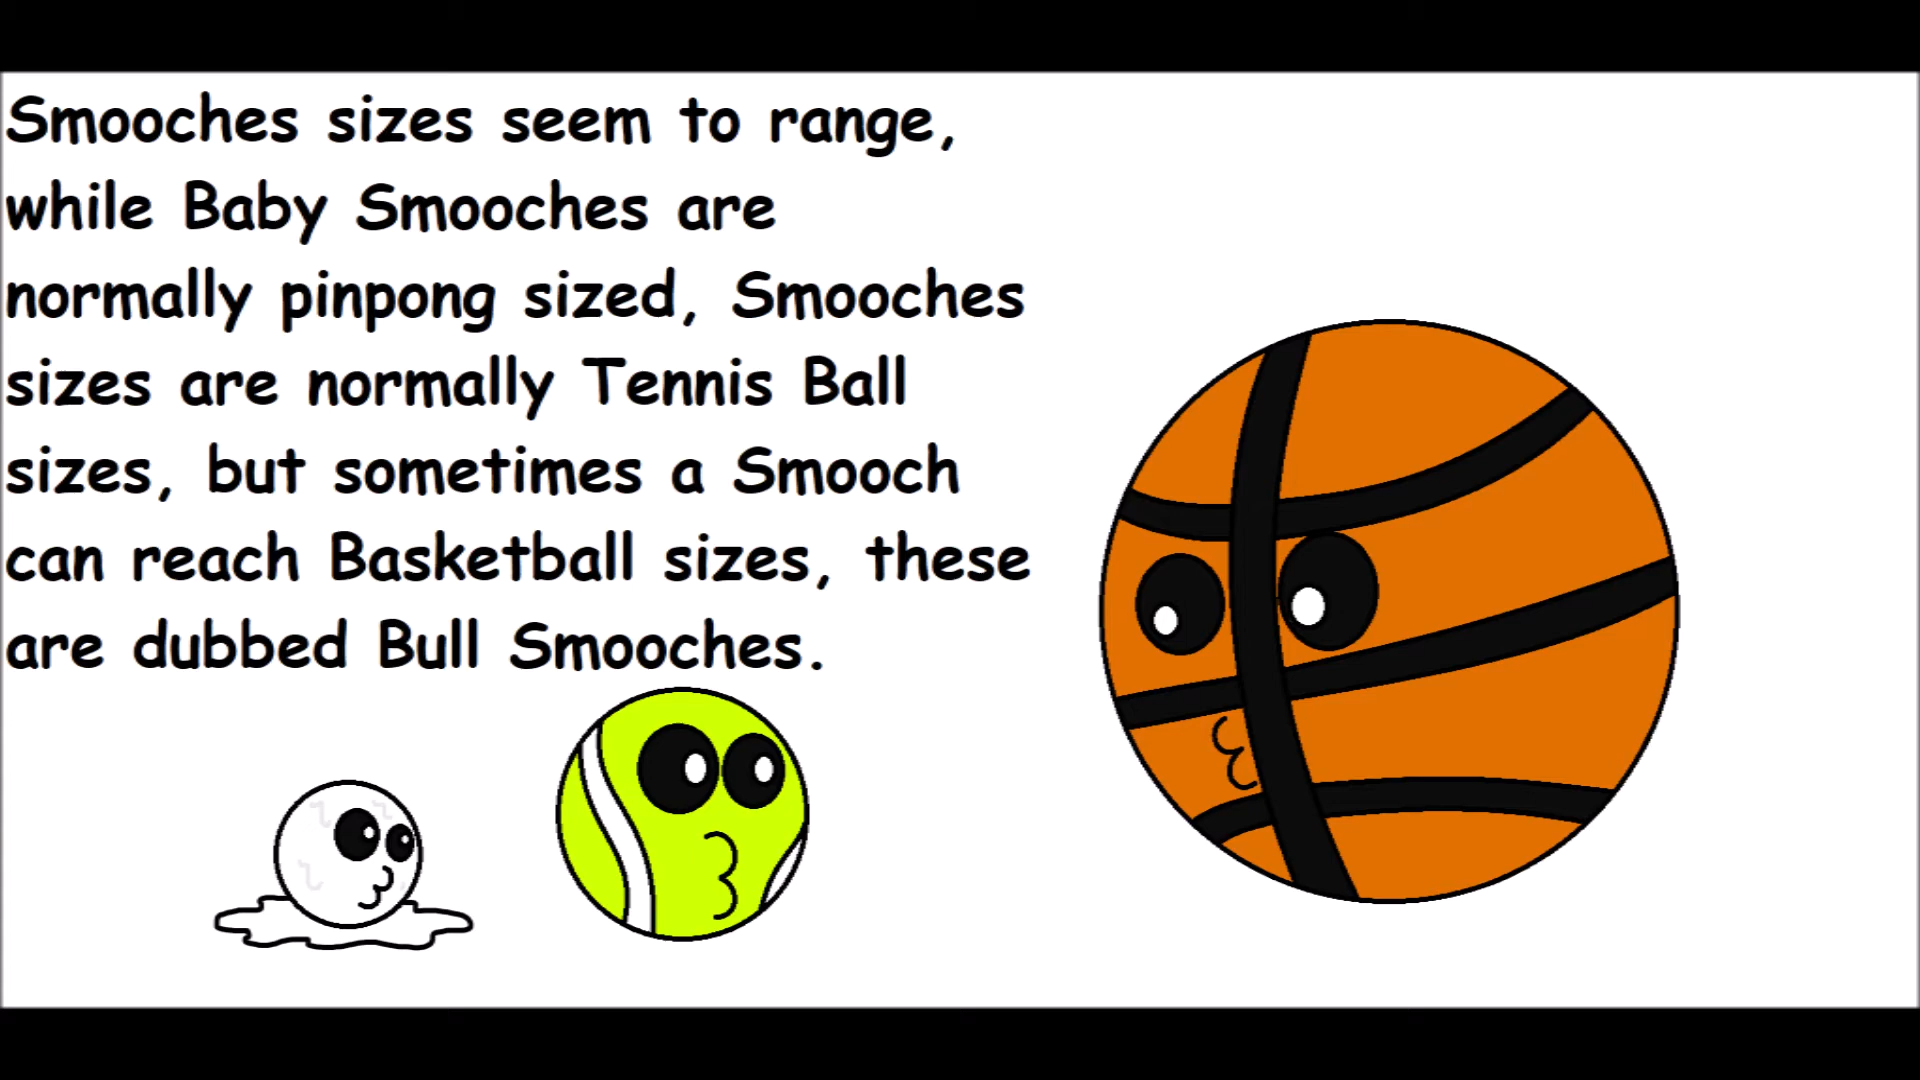 Smooches sizes seem to range,
while Baby Smooches are
normally pinpong sized, Smooches
sizes are normally Tennis Ball
sizes, but sometimes a Smooch
can reach Basketball sizes, these
are dubbed Bull Smooches.